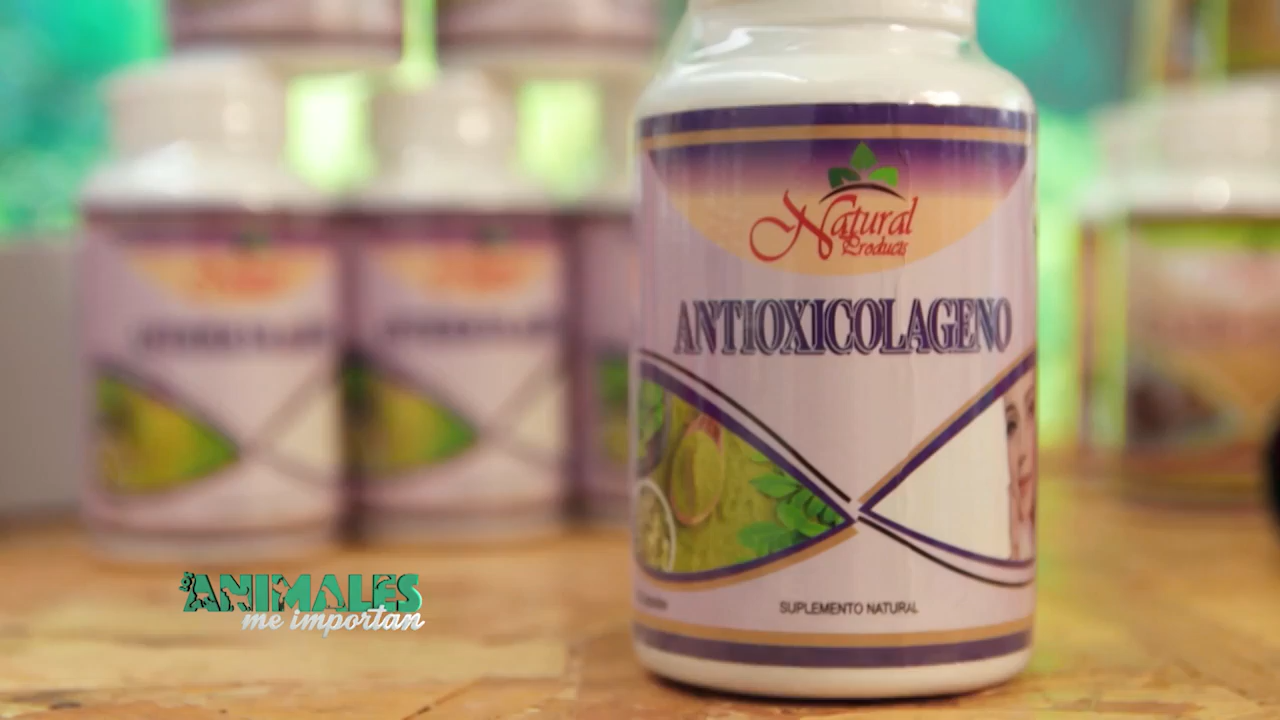 Natural
Products
ANTIOXICOLAGENO
SUPLEMENTO NATURAL
ANIMALES
me importan